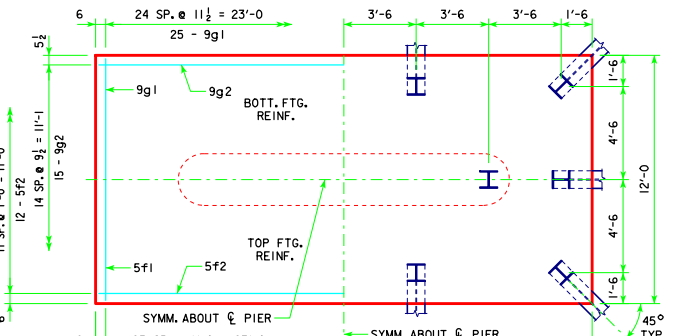 6
24 SP.@ 11½ = 23'-0
25 - 9g1
3'-6
3'-6
3'-6
1'-6
5½
14 SP.@ 9½ = 11'-1
15 - 9g2
12 - 5f2
9g1
9g2
BOTT. FTG.
REINF.
1'-6
4'-6
12'-0
4'-6
1'-6
TOP FTG.
REINF.
5f1
5f2
SYMM. ABOUT ℄ PIER
SYMM. ABOUT ℄ PIER
45°
TYP.